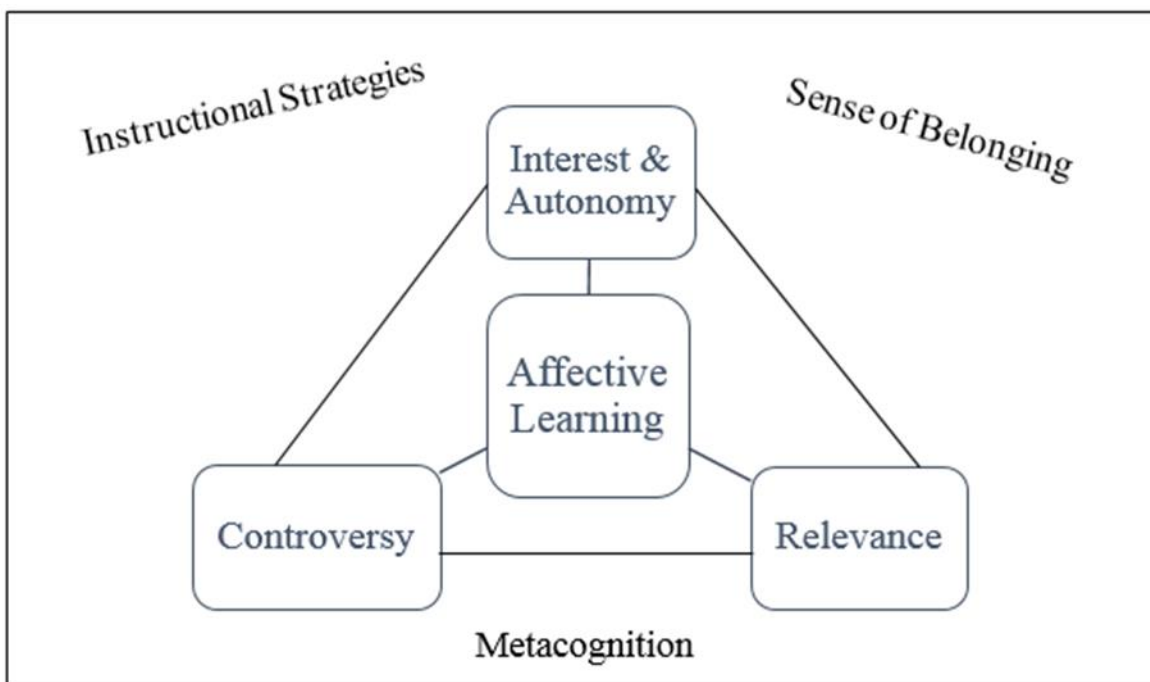 Instructional Strategies
Sense of Belonging
Interest &
Autonomy
Affective
Learning
Controversy
Relevance
Metacognition